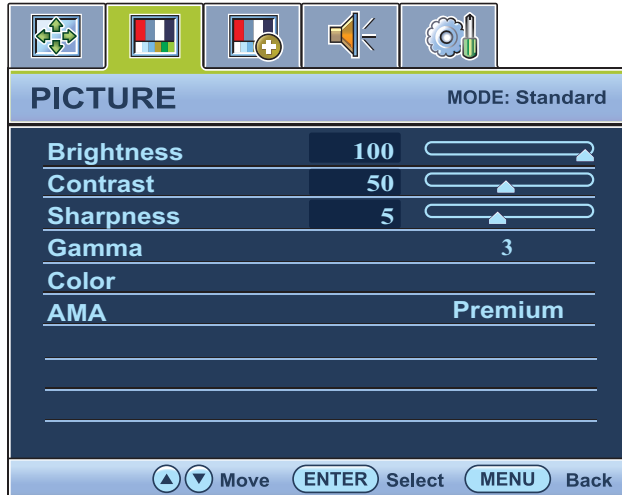 PICTURE MODE: Standard
Brightness 100
Contrast 50
Sharpness 5
Gamma 3
Color
AMA Premium
Move ENTER Select MENU Back